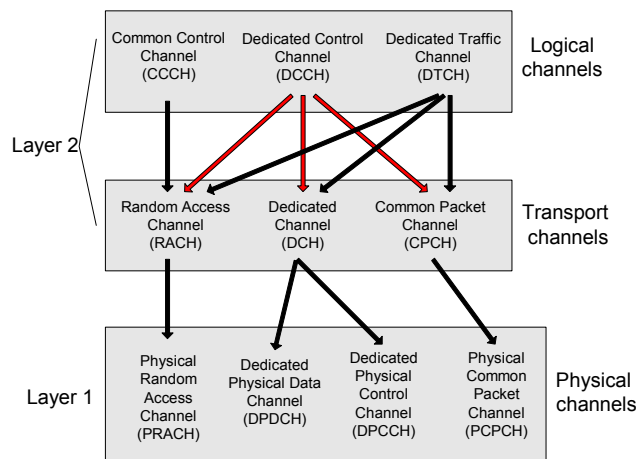 Common Control
Channel
(CCCH)
Dedicated Control
Channel
(DCCH)
Dedicated Traffic
Channel
(DTCH)
Logical
channels
Layer 2
Random Access
Channel
(RACH)
Dedicated
Channel
(DCH)
Common Packet
Channel
(CPCH)
Transport
channels
Layer 1
Physical
Random
Access
Channel
(PRACH)
Dedicated
Physical Data
Channel
(DPDCH)
Dedicated
Physical
Control
Channel
(DPCCH)
Physical
Common
Packet
Channel
(PCPCH)
Physical
channels